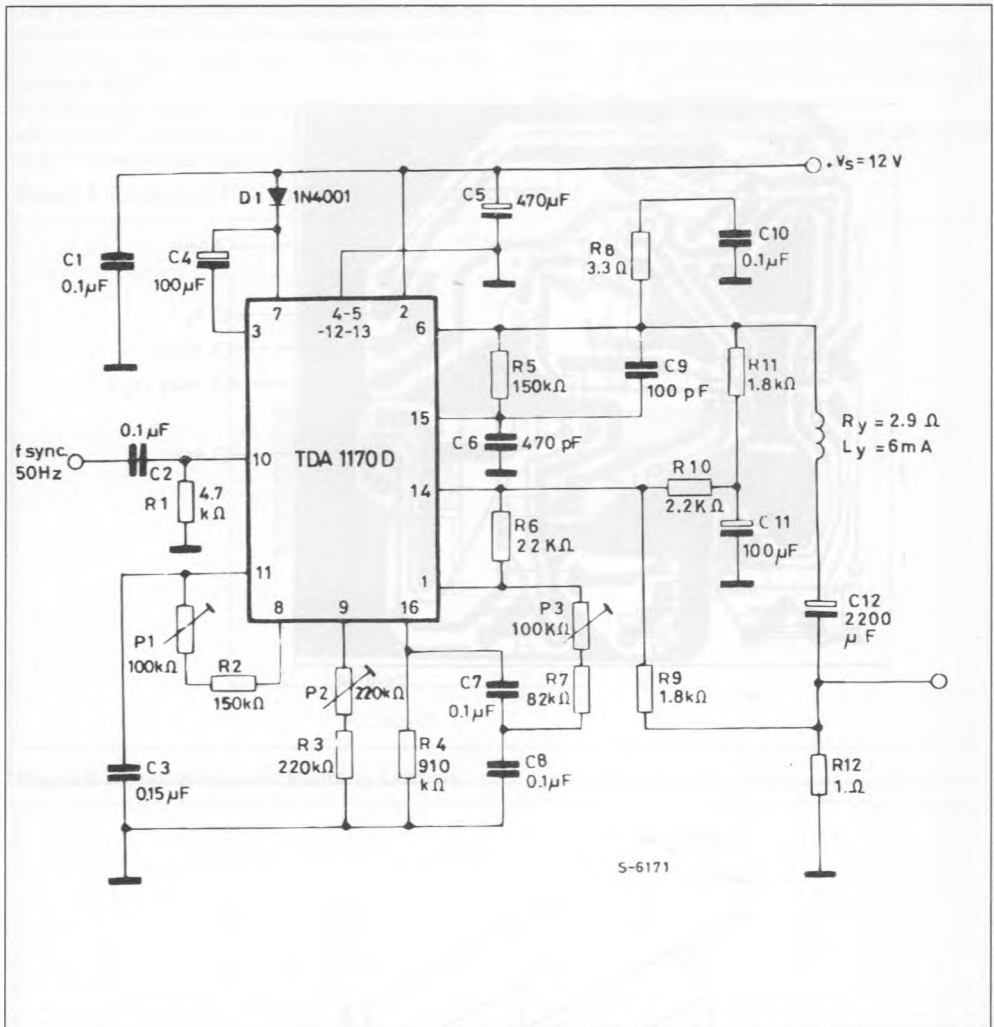 +Vs = 12 V
D1
1N4001
C5
470µF
C10
0.1µF
R8
3.3 Ω
C1
0.1µF
C4
100µF
7
4-5
-12-13
2
3
6
R5
150kΩ
C9
100 pF
R11
1.8kΩ
Ry = 2.9 Ω
Ly = 6mA
15
C6
470 pF
0.1µF
f sync.
50Hz
C2
10
TDA 1170D
R1
4.7
kΩ
14
R10
2.2KΩ
C11
100µF
R6
22KΩ
11
1
8
9
16
P3
100KΩ
C12
2200
µF
P1
100kΩ
R2
150kΩ
P2
220kΩ
C7
0.1µF
R7
82kΩ
R9
1.8kΩ
C3
0.15µF
R3
220kΩ
R4
910
kΩ
C8
0.1µF
R12
1Ω
S-6171